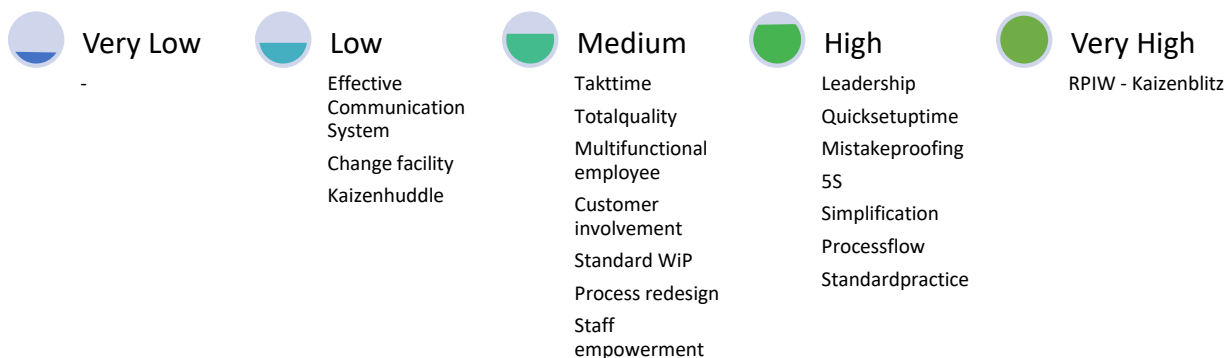 Very Low
-
Low
Effective
Communication
System
Change facility
Kaizenhuddle
Medium
Takttime
Totalquality
Multifunctional
employee
Customer
involvement
Standard WiP
Process redesign
Staff
empowerment
High
Leadership
Quicksetuptime
Mistakeproofing
5S
Simplification
Processflow
Standardpractice
Very High
RPIW - Kaizenblitz